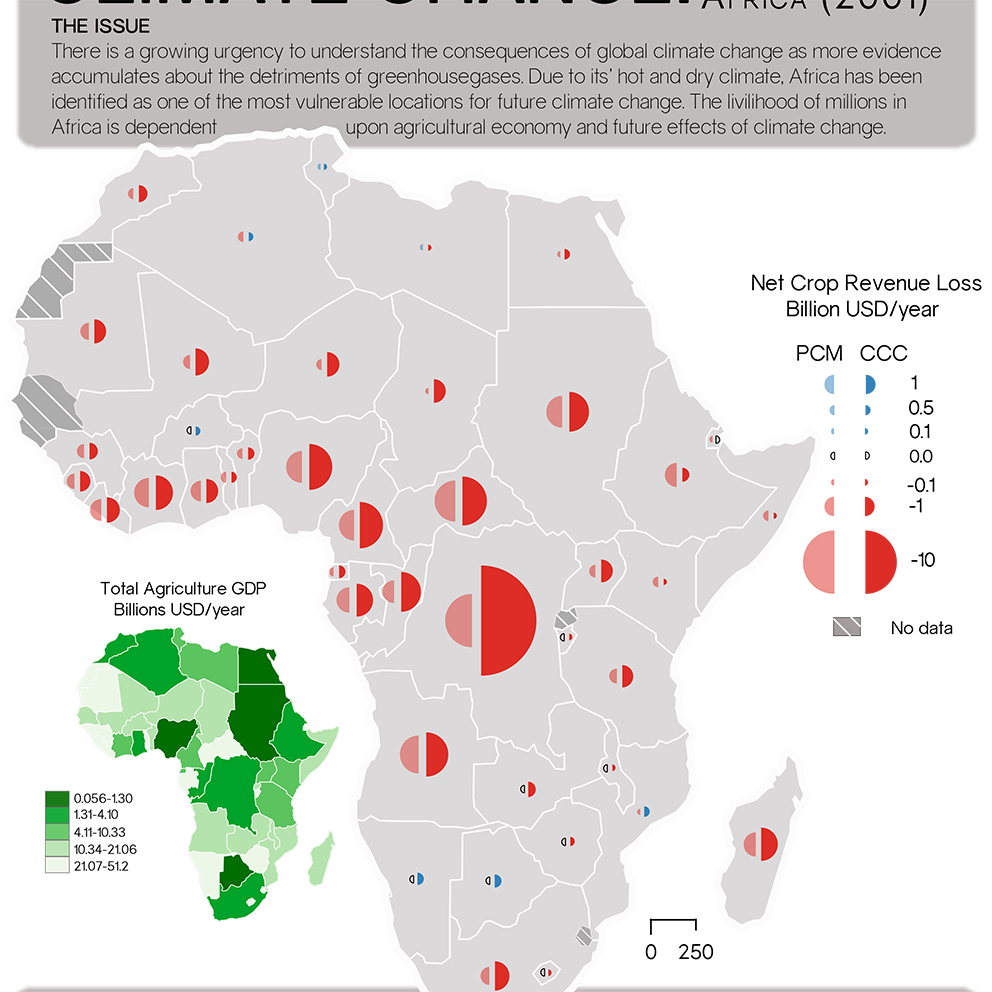 CLIMATE CHANGE: AFRICA (2001)
THE ISSUE
There is a growing urgency to understand the consequences of global climate change as more evidence
accumulates about the detriments of greenhousegases. Due to its' hot and dry climate, Africa has been
identified as one of the most vulnerable locations for future climate change. The livilihood of millions in
Africa is dependent upon agricultural economy and future effects of climate change.
Net Crop Revenue Loss
Billion USD/year
PCM CCC
1
0.5
0.1
0.0
-0.1
-1
-10
No data
Total Agriculture GDP
Billions USD/year
0.056-1.30
1.31-4.10
4.11-10.33
10.34-21.06
21.07-51.2
0 250